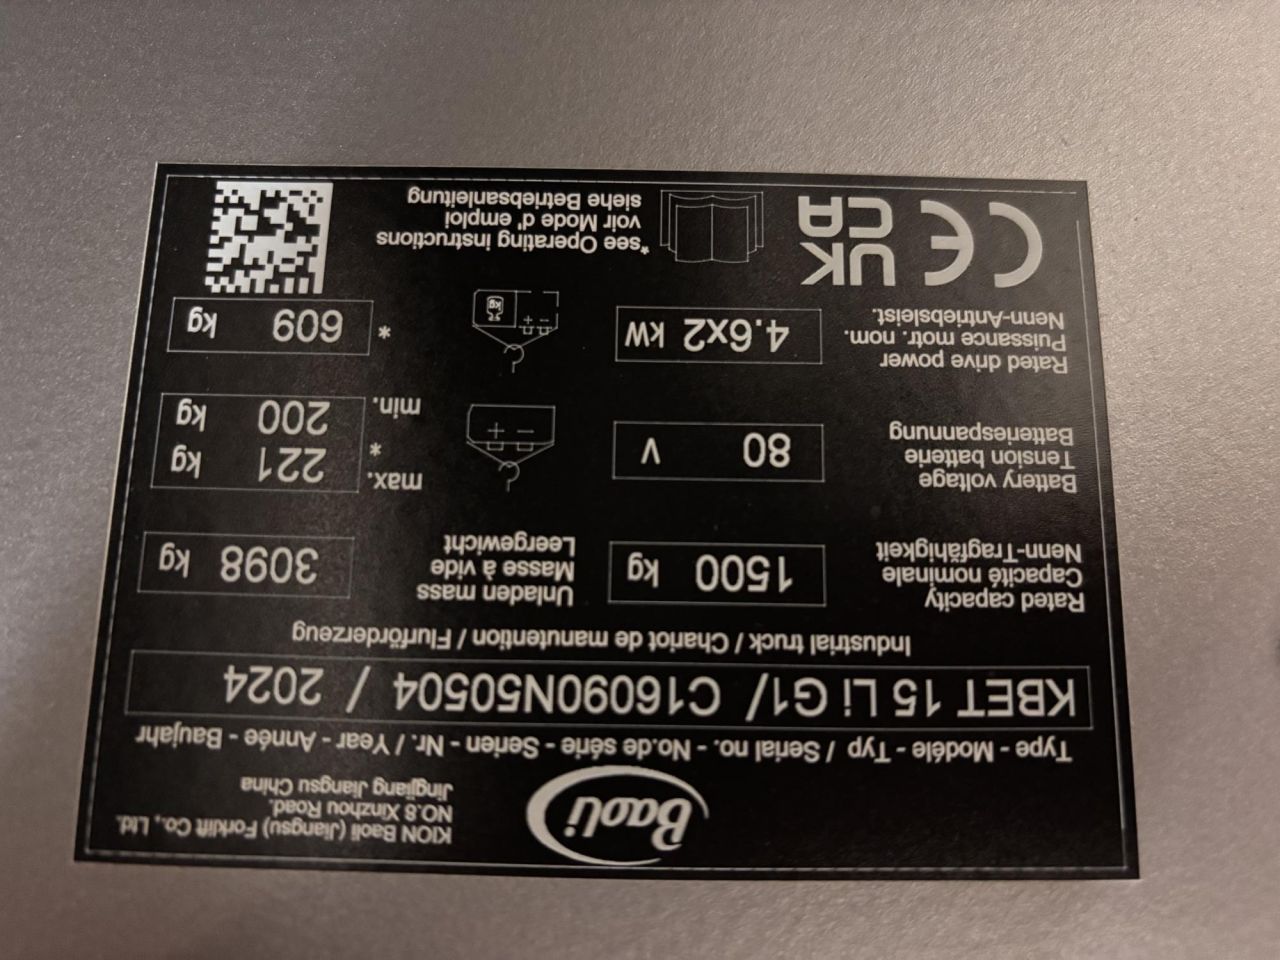 Baoli
KION Baoli (Jiangsu) Forklift Co., Ltd.
NO.8 Xinzhou Road.
Jingjiang Jiangsu China
Type - Modéle - Typ / Serial no. - No.de série - Serien - Nr. / Year - Année - Baujahr
KBET 15 Li G1/ C16090N50504 / 2024
Industrial truck / Chariot de manutention / Flurförderzeug
Rated capacity
Capacité nominale
Nenn-Tragfähigkeit
1500 kg
Unladen mass
Masse à vide
Leergewicht
3098 kg
Battery voltage
Tension batterie
Batteriespannung
80 V
- +
max. 221 kg
*
min. 200 kg
Rated drive power
Puissance motr. nom.
Nenn-Antriebsleist.
4.6x2 kW
- +
kg
* 609 kg
CE
UK
CA
*see Operating instructions
voir Mode d' emploi
siehe Betriebsanleitung